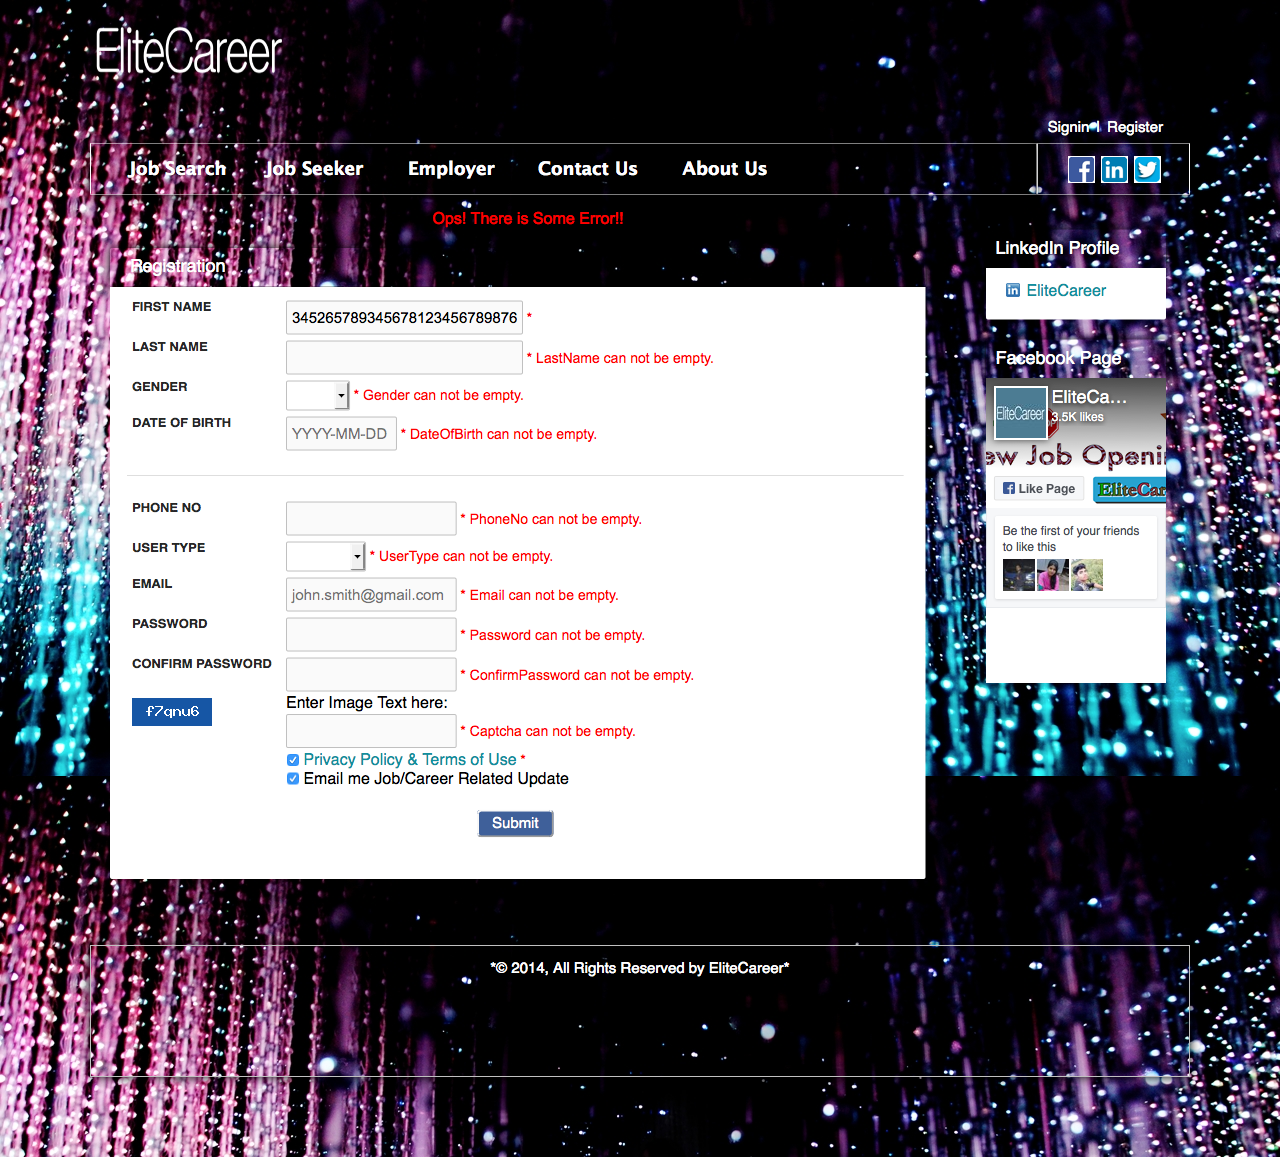 EliteCareer
Signin | Register
Job Search Job Seeker Employer Contact Us About Us
Ops! There is Some Error!!
Registration
FIRST NAME 345265789345678123456789876 *
LAST NAME * LastName can not be empty.
GENDER * Gender can not be empty.
DATE OF BIRTH YYYY-MM-DD * DateOfBirth can not be empty.
PHONE NO * PhoneNo can not be empty.
USER TYPE * UserType can not be empty.
EMAIL john.smith@gmail.com * Email can not be empty.
PASSWORD * Password can not be empty.
CONFIRM PASSWORD * ConfirmPassword can not be empty.
Enter Image Text here:
f7qnu6 * Captcha can not be empty.
Privacy Policy & Terms of Use *
Email me Job/Career Related Update
Submit
LinkedIn Profile
EliteCareer
Facebook Page
EliteCareer
EliteCa...
3.5K likes
ew Job Openi
Like Page
EliteCar
Be the first of your friends
to like this
*© 2014, All Rights Reserved by EliteCareer*